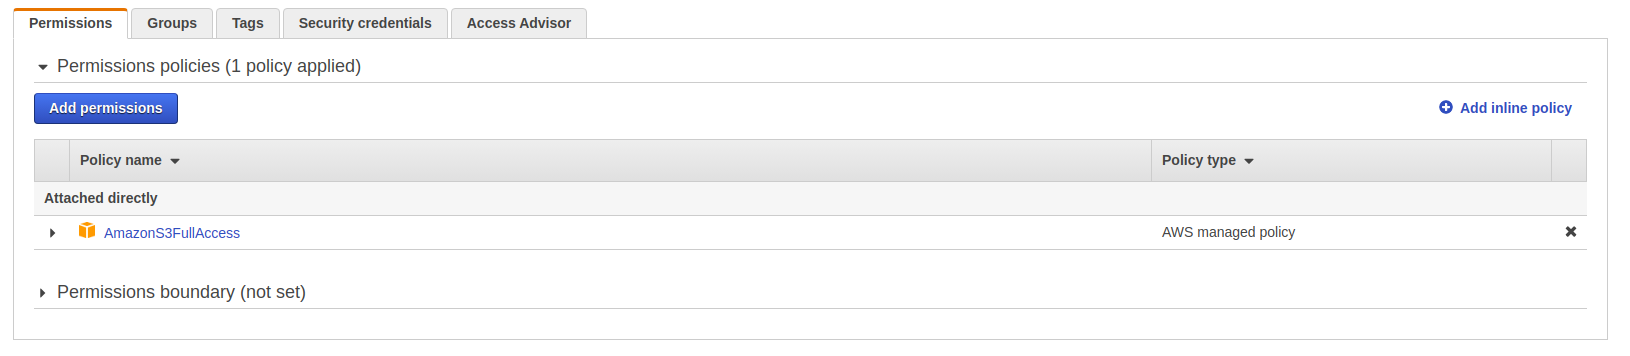 Permissions Groups Tags Security credentials Access Advisor
Permissions policies (1 policy applied)
Add permissions Add inline policy
Policy name Policy type
Attached directly
AmazonS3FullAccess AWS managed policy
Permissions boundary (not set)